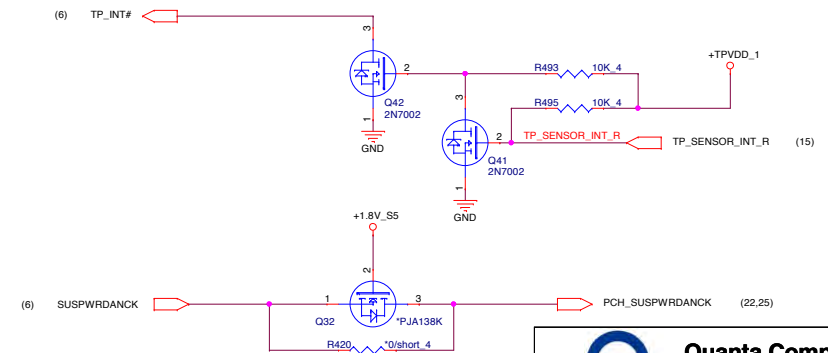 (6) TP_INT#
3
2
Q42
2N7002
1
GND
R493 10K_4
+TPVDD_1
R495 10K_4
3
2
TP_SENSOR_INT_R
TP_SENSOR_INT_R (15)
Q41
2N7002
1
GND
+1.8V_S5
2
(6) SUSPWRDANCK
1
3
PCH_SUSPWRDANCK (22,25)
Q32 *PJA138K
R420 *0/short_4
Quanta Comp